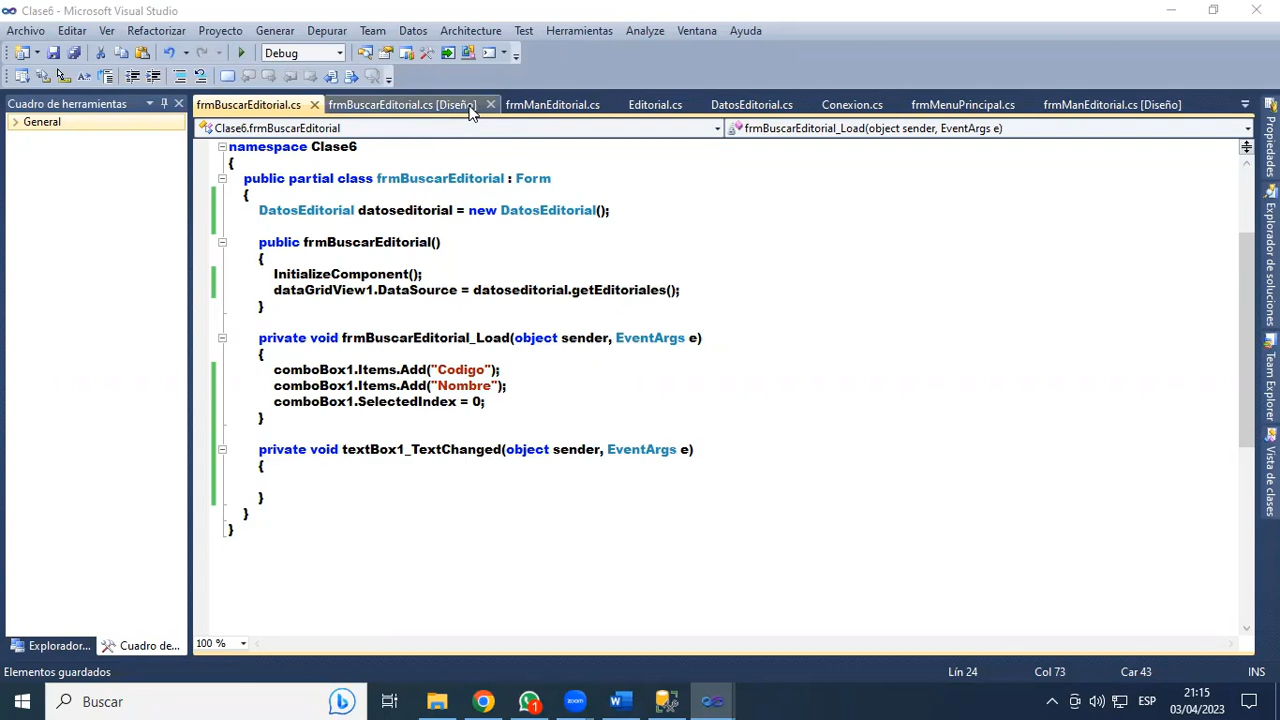 Clase6 - Microsoft Visual Studio
Archivo Editar Ver Refactorizar Proyecto Generar Depurar Team Datos Architecture Test Herramientas Analyze Ventana Ayuda
Debug
Cuadro de herramientas
General
frmBuscarEditorial.cs frmBuscarEditorial.cs [Diseño] frmManEditorial.cs Editorial.cs DatosEditorial.cs Conexion.cs frmMenuPrincipal.cs frmManEditorial.cs [Diseño]
Clase6.frmBuscarEditorial frmBuscarEditorial_Load(object sender, EventArgs e)
namespace Clase6
{
public partial class frmBuscarEditorial : Form
{
DatosEditorial datoseditorial = new DatosEditorial();
public frmBuscarEditorial()
{
InitializeComponent();
dataGridView1.DataSource = datoseditorial.getEditoriales();
}
private void frmBuscarEditorial_Load(object sender, EventArgs e)
{
comboBox1.Items.Add("Codigo");
comboBox1.Items.Add("Nombre");
comboBox1.SelectedIndex = 0;
}
private void textBox1_TextChanged(object sender, EventArgs e)
{
}
}
}
100 %
Propiedades
Explorador de soluciones
Team Explorer
Vista de clases
Explorador... Cuadro de...
Elementos guardados Lín 24 Col 73 Car 43 INS
Buscar
1
ESP
21:15
03/04/2023